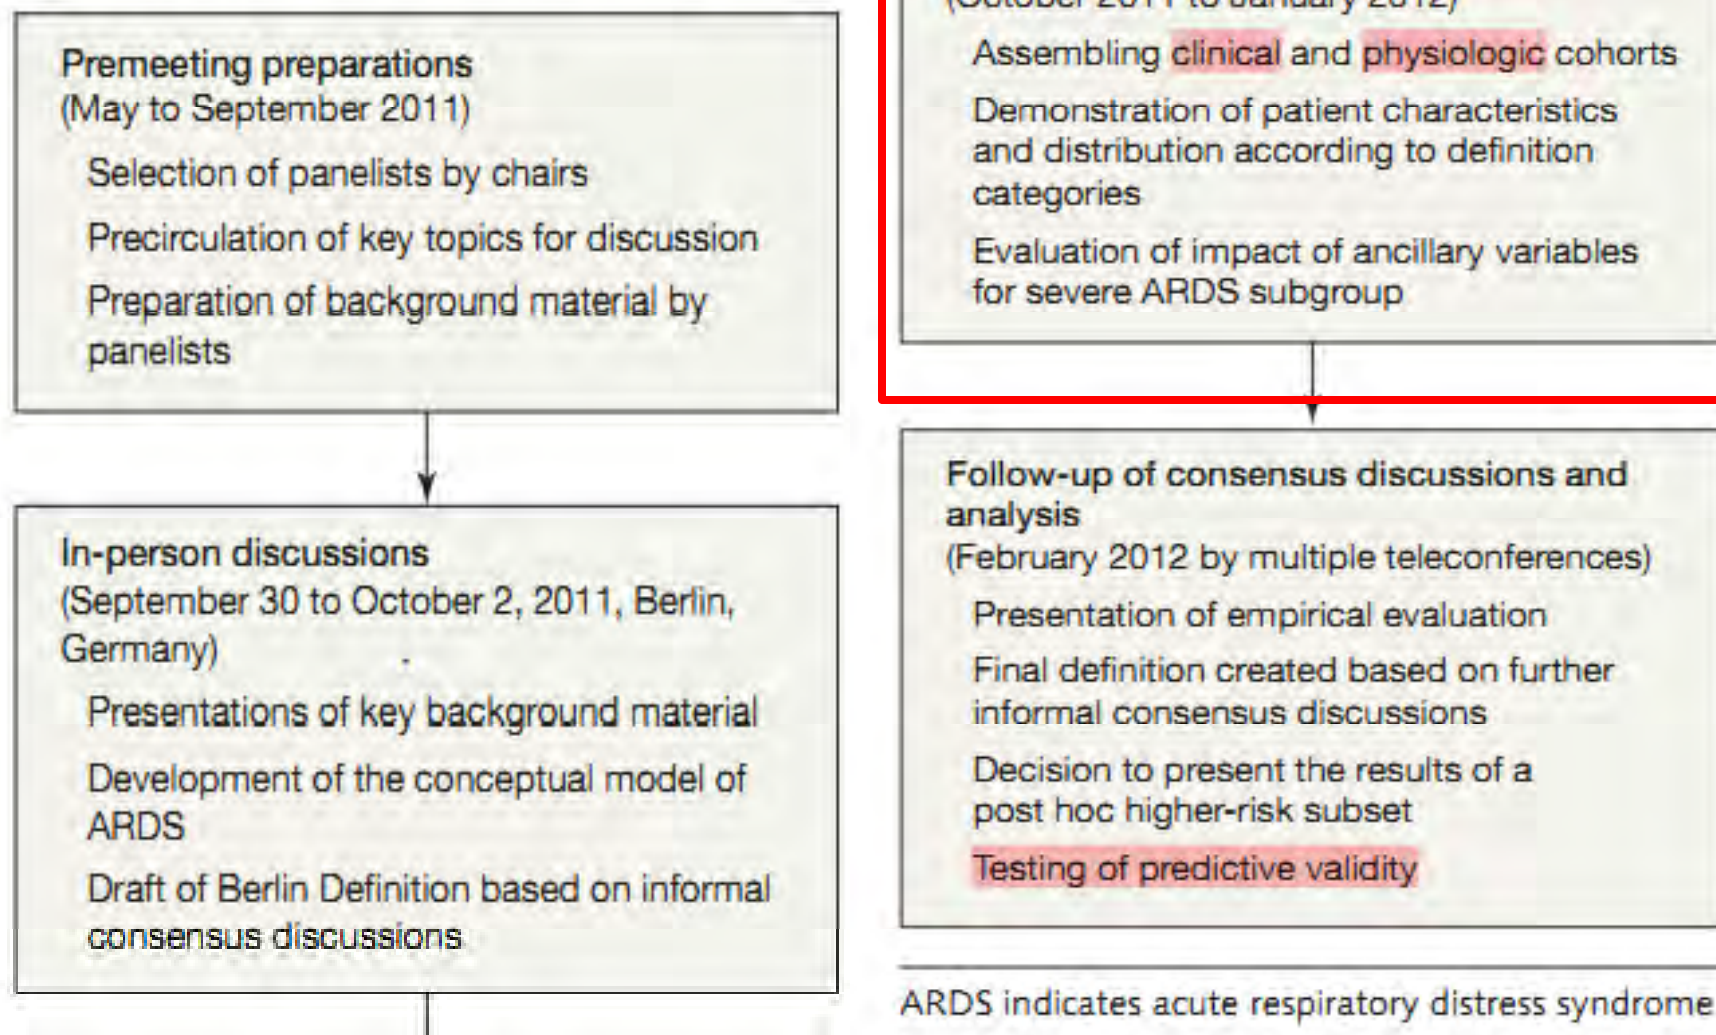 Premeeting preparations
(May to September 2011)
Selection of panelists by chairs
Precirculation of key topics for discussion
Preparation of background material by
panelists
In-person discussions
(September 30 to October 2, 2011, Berlin,
Germany)
Presentations of key background material
Development of the conceptual model of
ARDS
Draft of Berlin Definition based on informal
consensus discussions
(October 2011 to January 2012)
Assembling clinical and physiologic cohorts
Demonstration of patient characteristics
and distribution according to definition
categories
Evaluation of impact of ancillary variables
for severe ARDS subgroup
Follow-up of consensus discussions and
analysis
(February 2012 by multiple teleconferences)
Presentation of empirical evaluation
Final definition created based on further
informal consensus discussions
Decision to present the results of a
post hoc higher-risk subset
Testing of predictive validity
ARDS indicates acute respiratory distress syndrome